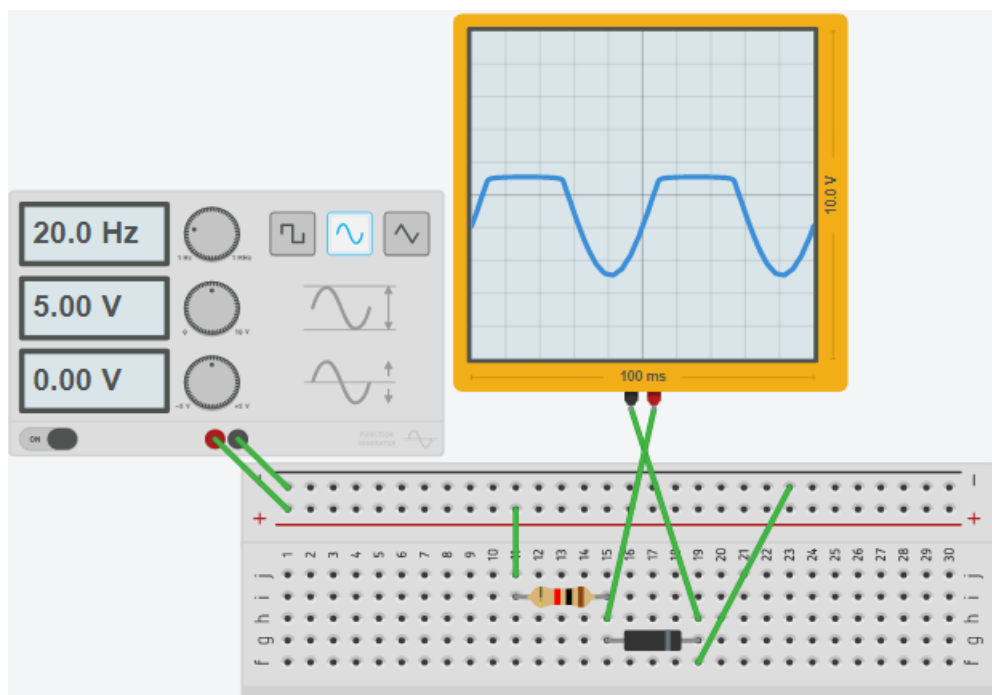 20.0 Hz
5.00 V
0.00 V
ON
FUNCTION
GENERATOR
10.0 V
100 ms
- -
+ +
1 2 3 4 5 6 7 8 9 10 11 12 13 14 15 16 17 18 19 20 21 22 23 24 25 26 27 28 29 30
j j
i i
h h
g g
f f